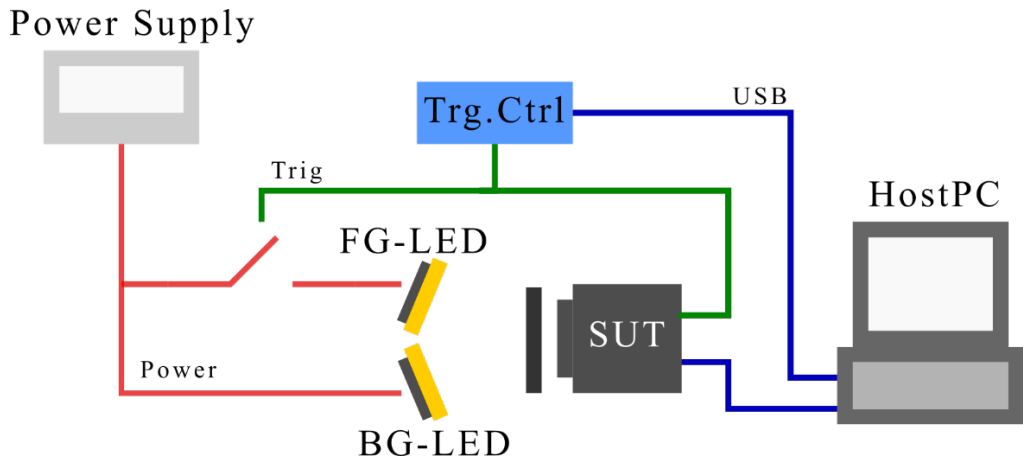 Power Supply
Trg.Ctrl
USB
Trig
HostPC
FG-LED
SUT
Power
BG-LED